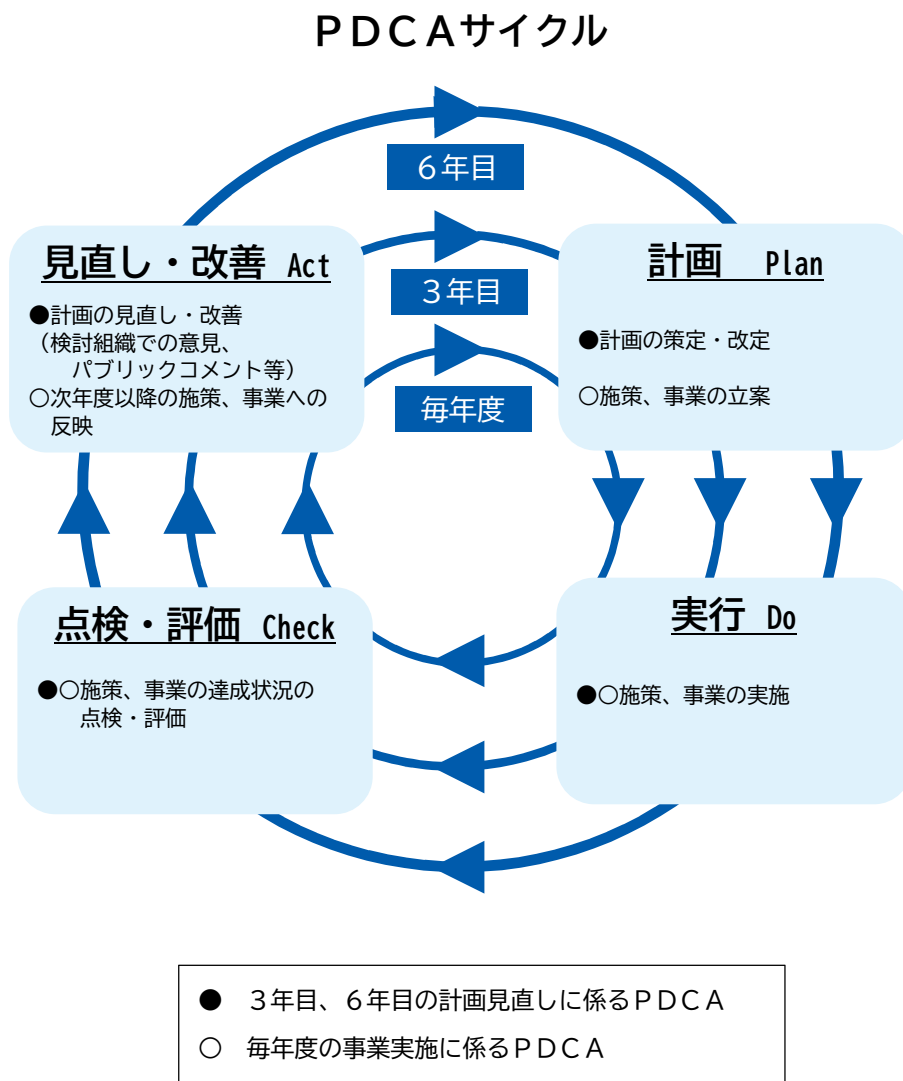 ＰＤＣＡサイクル
６年目
３年目
毎年度
見直し・改善 Act
●計画の見直し・改善
（検討組織での意見、
パブリックコメント等）
○次年度以降の施策、事業への
反映
計画 Plan
●計画の策定・改定
○施策、事業の立案
点検・評価 Check
●○施策、事業の達成状況の
点検・評価
実行 Do
●○施策、事業の実施
● ３年目、６年目の計画見直しに係るＰＤＣＡ
○ 毎年度の事業実施に係るＰＤＣＡ